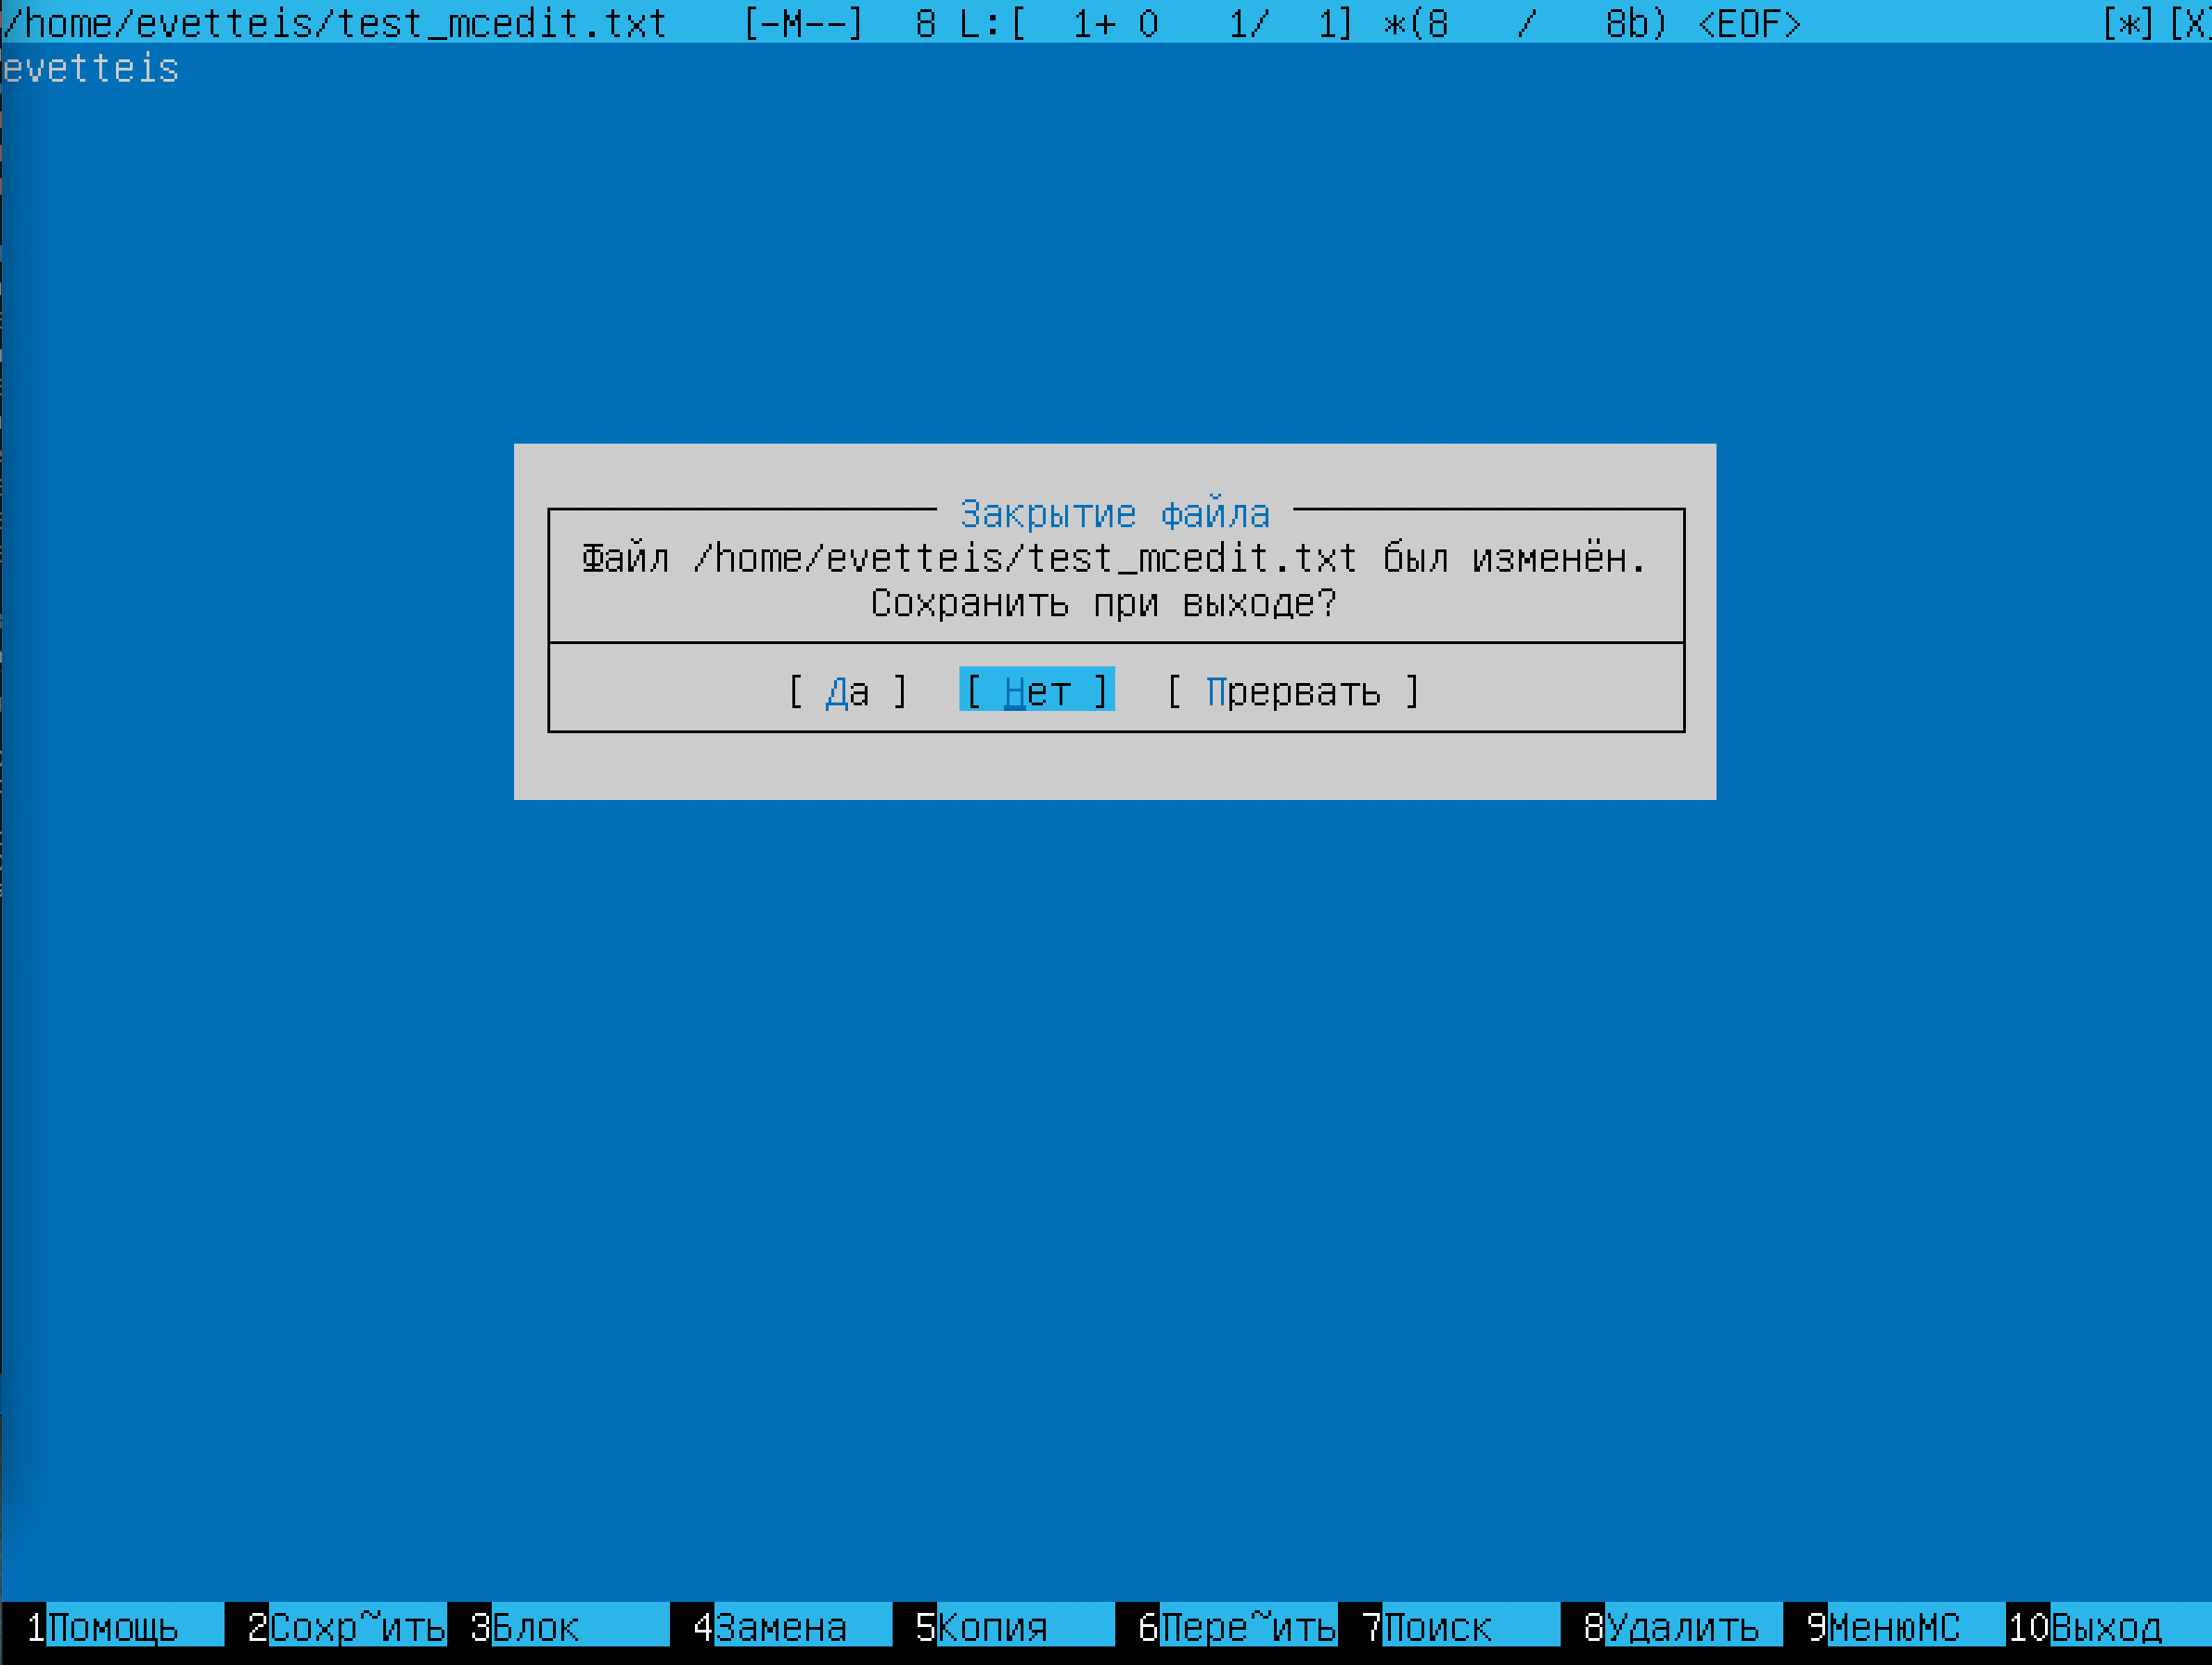 /home/evetteis/test_mcedit.txt [-M--] 8 L:[ 1+ 0 1/ 1] *(8 / 8b) <EOF> [*][X]
evetteis
Закрытие файла
Файл /home/evetteis/test_mcedit.txt был изменён.
Сохранить при выходе?
[ Да ] [ Нет ] [ Прервать ]
1Помощь 2Сохр~ить 3Блок 4Замена 5Копия 6Пере~ить 7Поиск 8Удалить 9МенюМС 10Выход